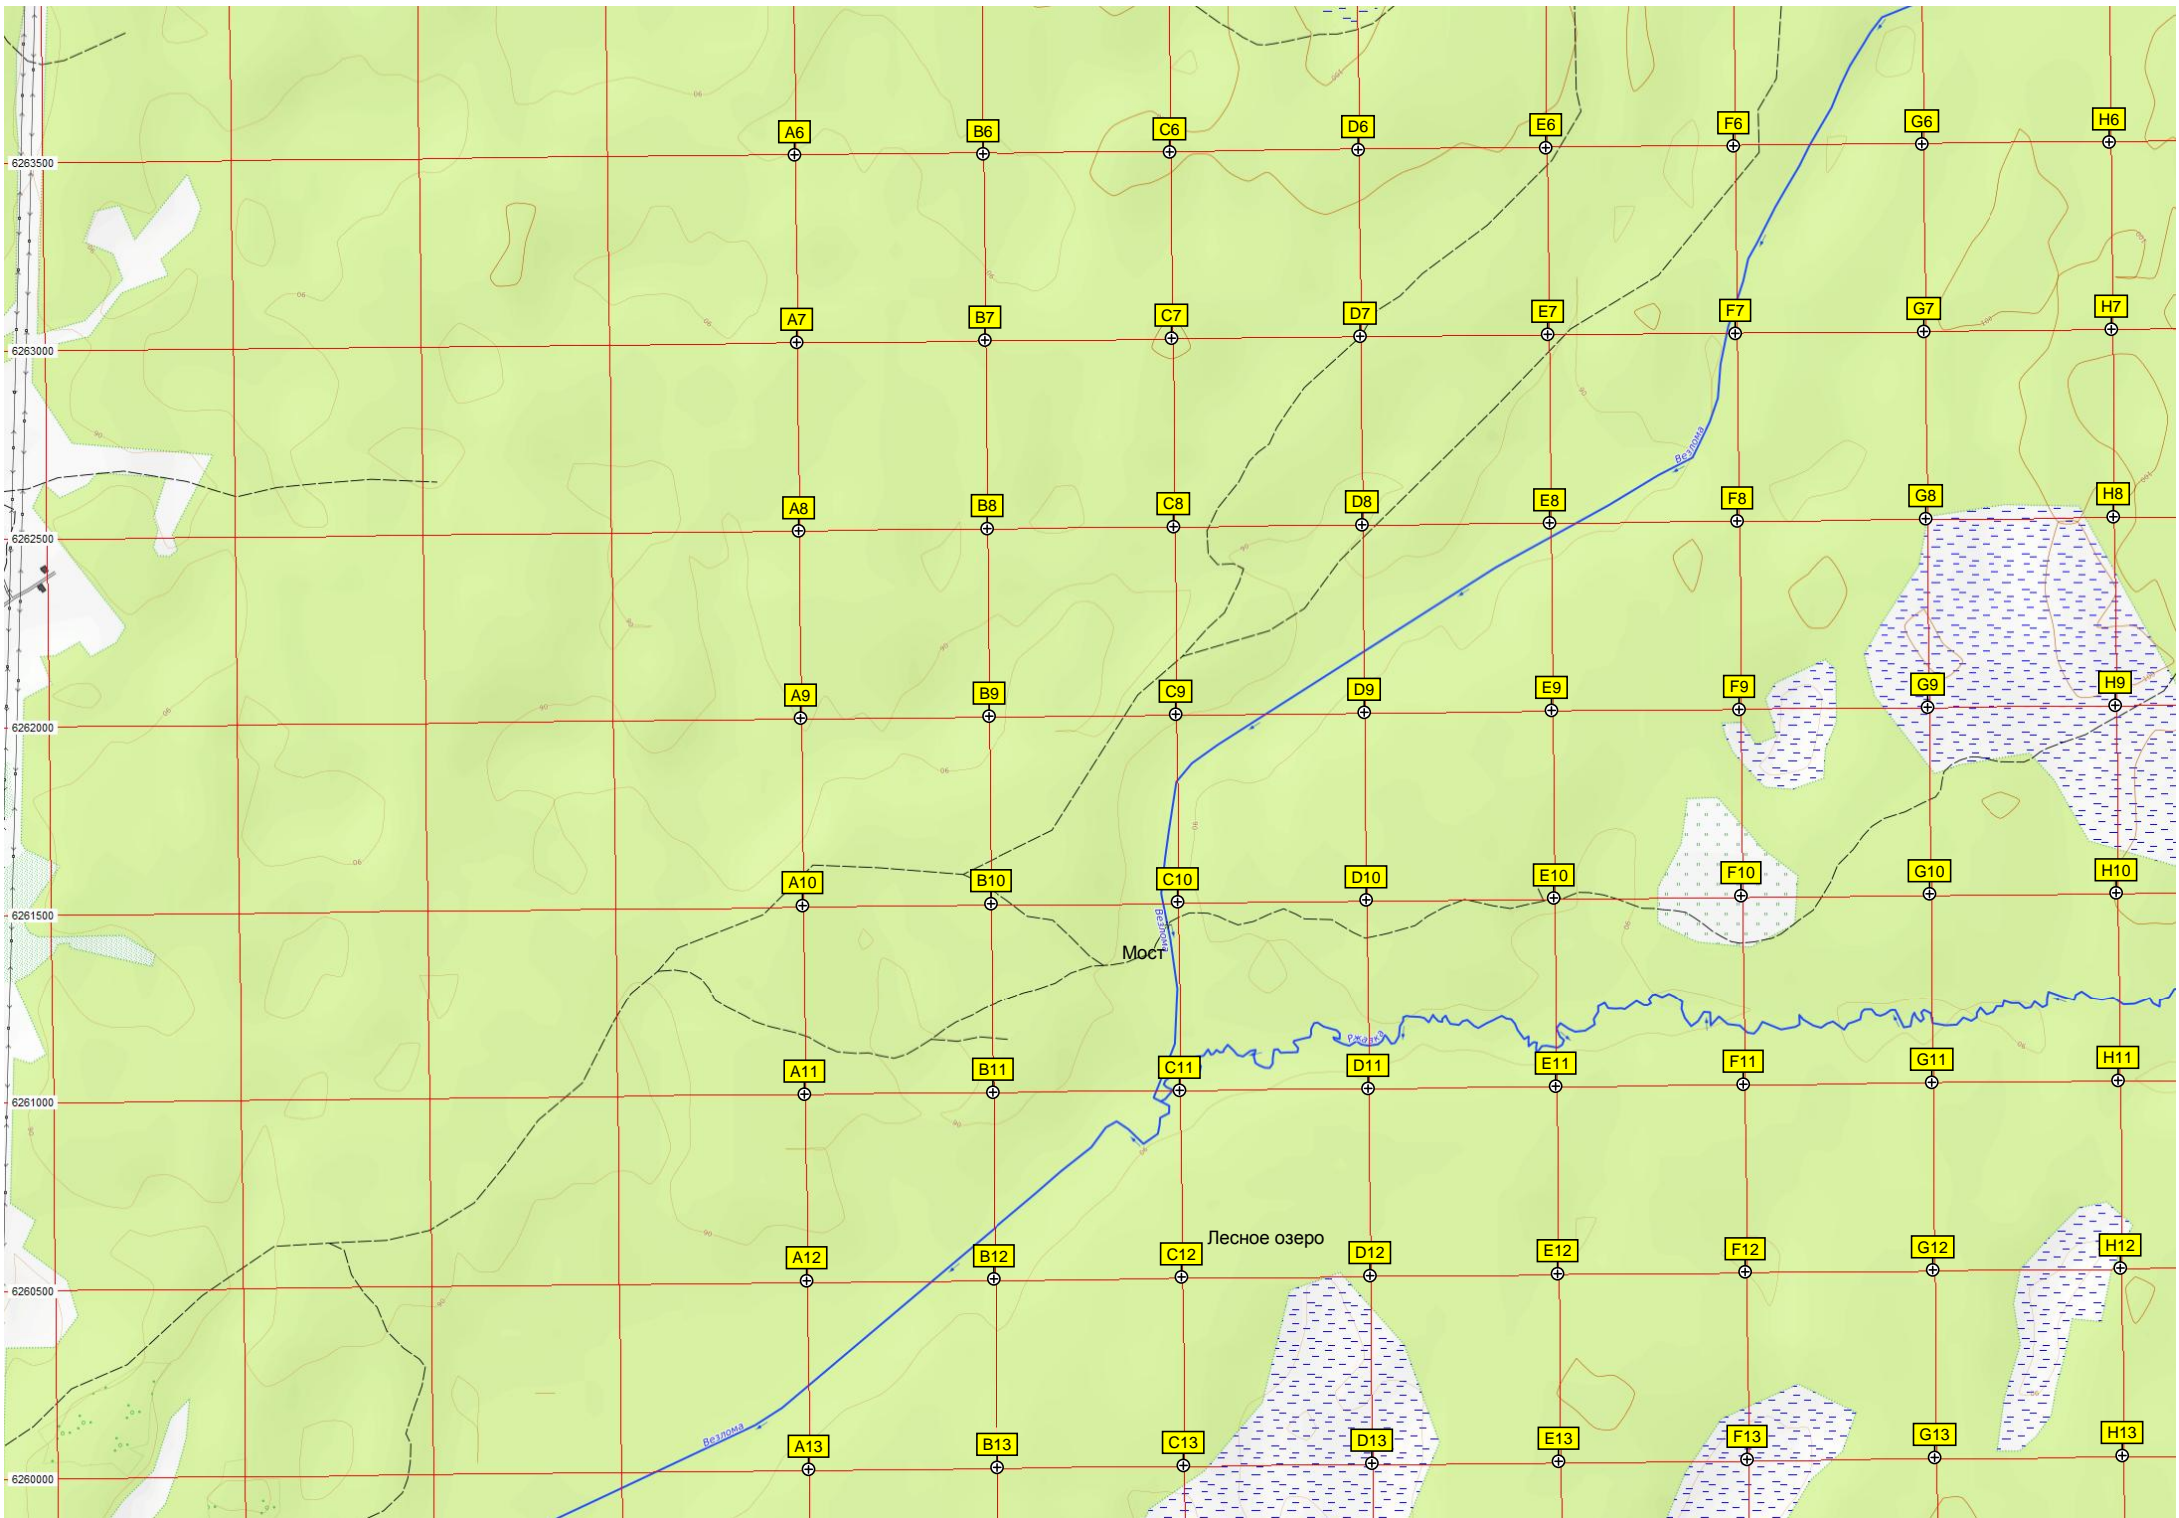 A6 B6 C6 D6 E6 F6 G6 H6
6263500
A7 B7 C7 D7 E7 F7 G7 H7
6263000
Везлома
A8 B8 C8 D8 E8 F8 G8 H8
6262500
A9 B9 C9 D9 E9 F9 G9 H9
6262000
A10 B10 C10 D10 E10 F10 G10 H10
6261500
Везлома
Мост
Ржавка
A11 B11 C11 D11 E11 F11 G11 H11
6261000
Лесное озеро
A12 B12 C12 D12 E12 F12 G12 H12
6260500
Везлома
A13 B13 C13 D13 E13 F13 G13 H13
6260000